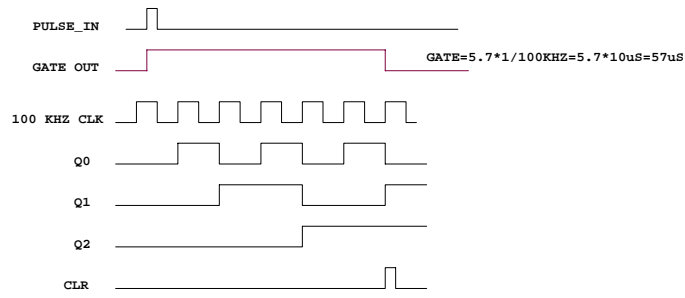 PULSE_IN
GATE OUT
GATE=5.7*1/100KHZ=5.7*10uS=57uS
100 KHZ CLK
Q0
Q1
Q2
CLR